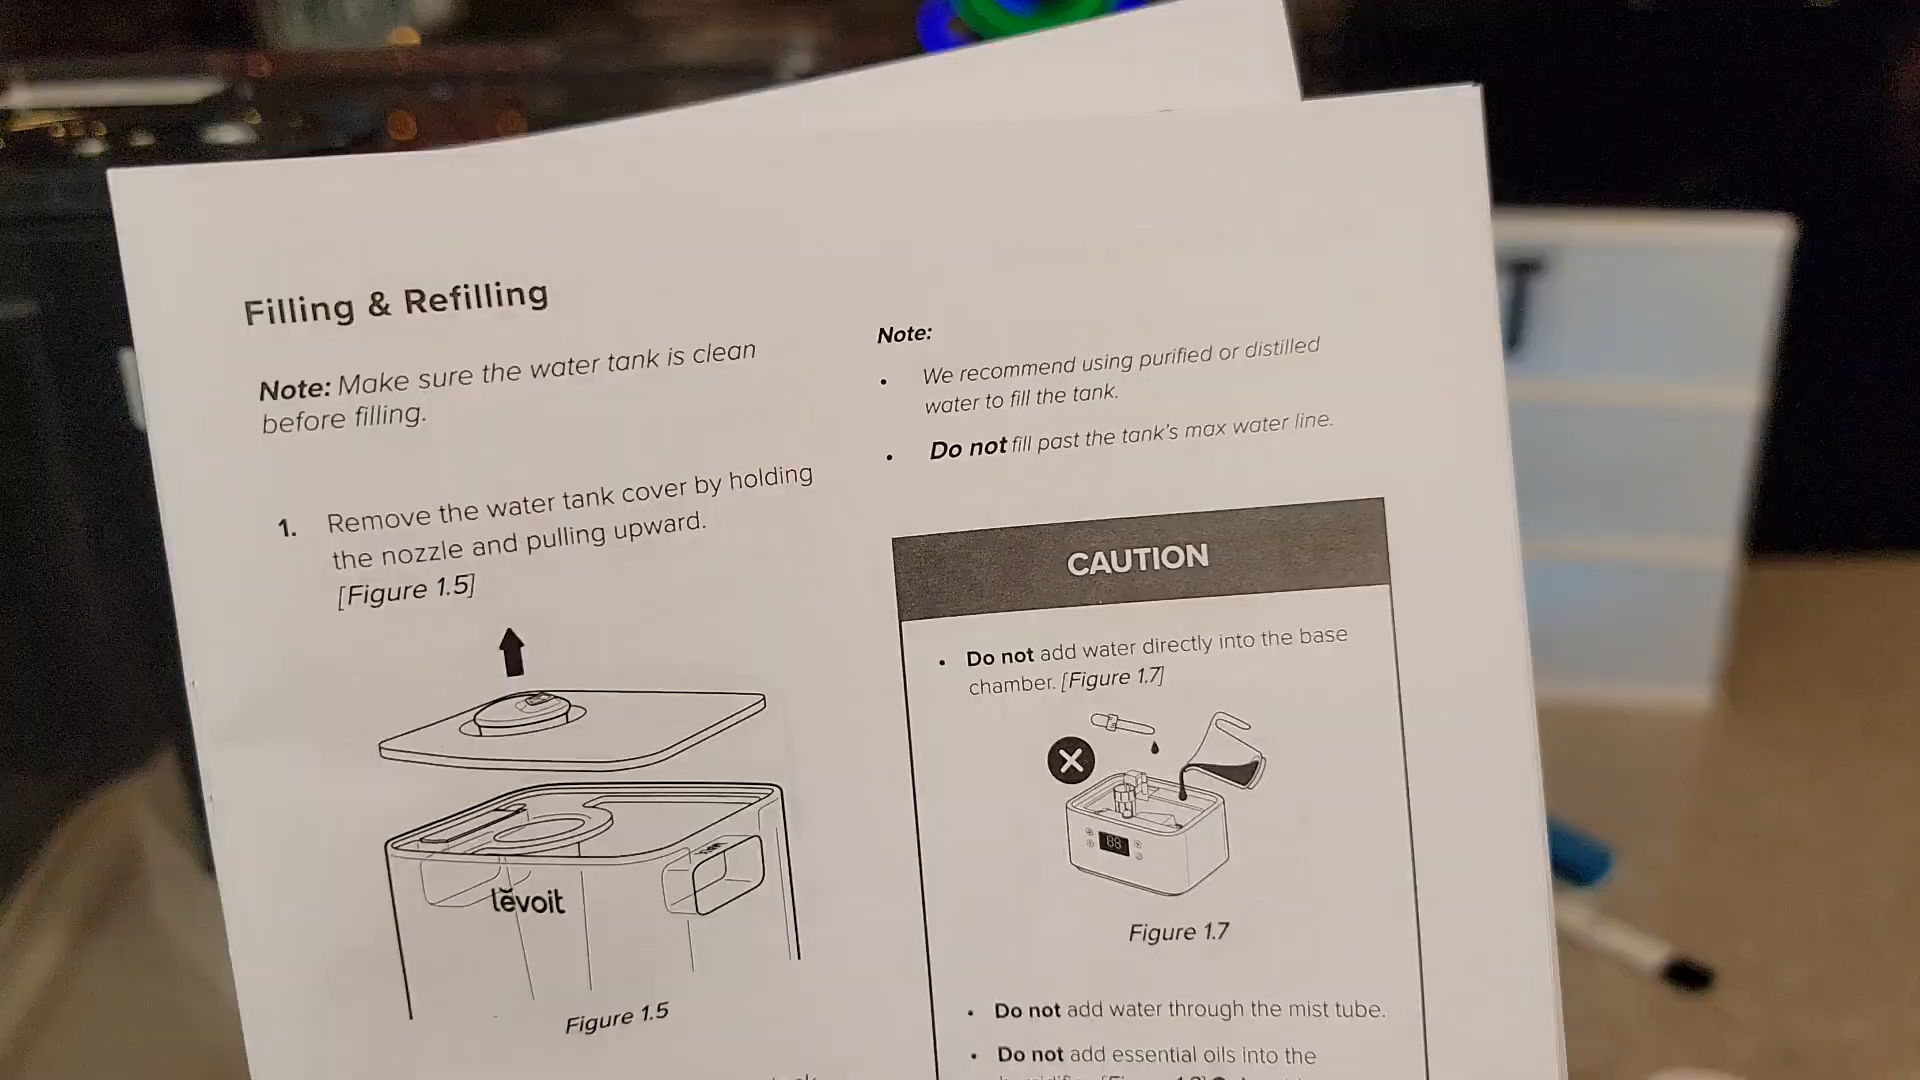 Filling & Refilling
Note: Make sure the water tank is clean
before filling.
1. Remove the water tank cover by holding
the nozzle and pulling upward.
[Figure 1.5]
levoit
Figure 1.5
Note:
• We recommend using purified or distilled
water to fill the tank.
• Do not fill past the tank's max water line.
CAUTION
• Do not add water directly into the base
chamber. [Figure 1.7]
88
Figure 1.7
• Do not add water through the mist tube.
• Do not add essential oils into the
T